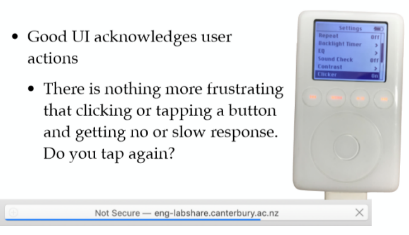 • Good UI acknowledges user
actions
• There is nothing more frustrating
that clicking or tapping a button
and getting no or slow response.
Do you tap again?
Settings
Repeat Off
Backlight Timer >
EQ >
Sound Check Off
Contrast >
Clicker
Not Secure — eng-labshare.canterbury.ac.nz